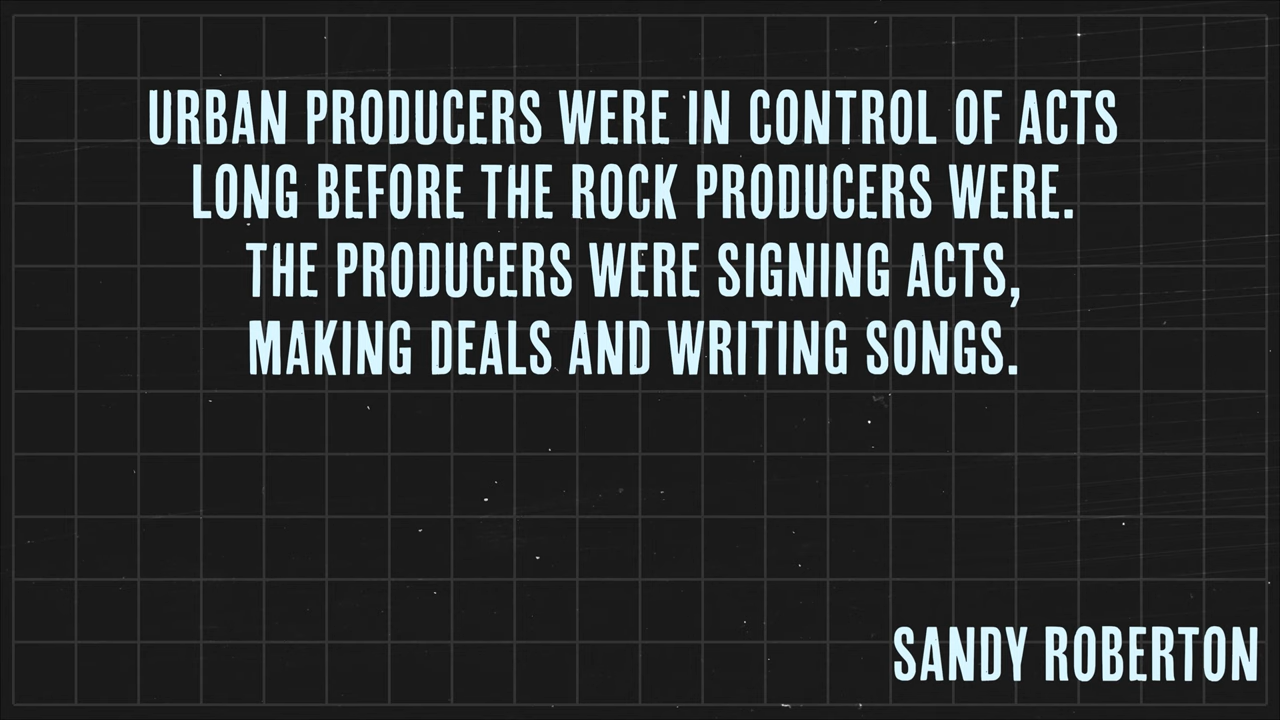 URBAN PRODUCERS WERE IN CONTROL OF ACTS
LONG BEFORE THE ROCK PRODUCERS WERE.
THE PRODUCERS WERE SIGNING ACTS,
MAKING DEALS AND WRITING SONGS.
SANDY ROBERTON